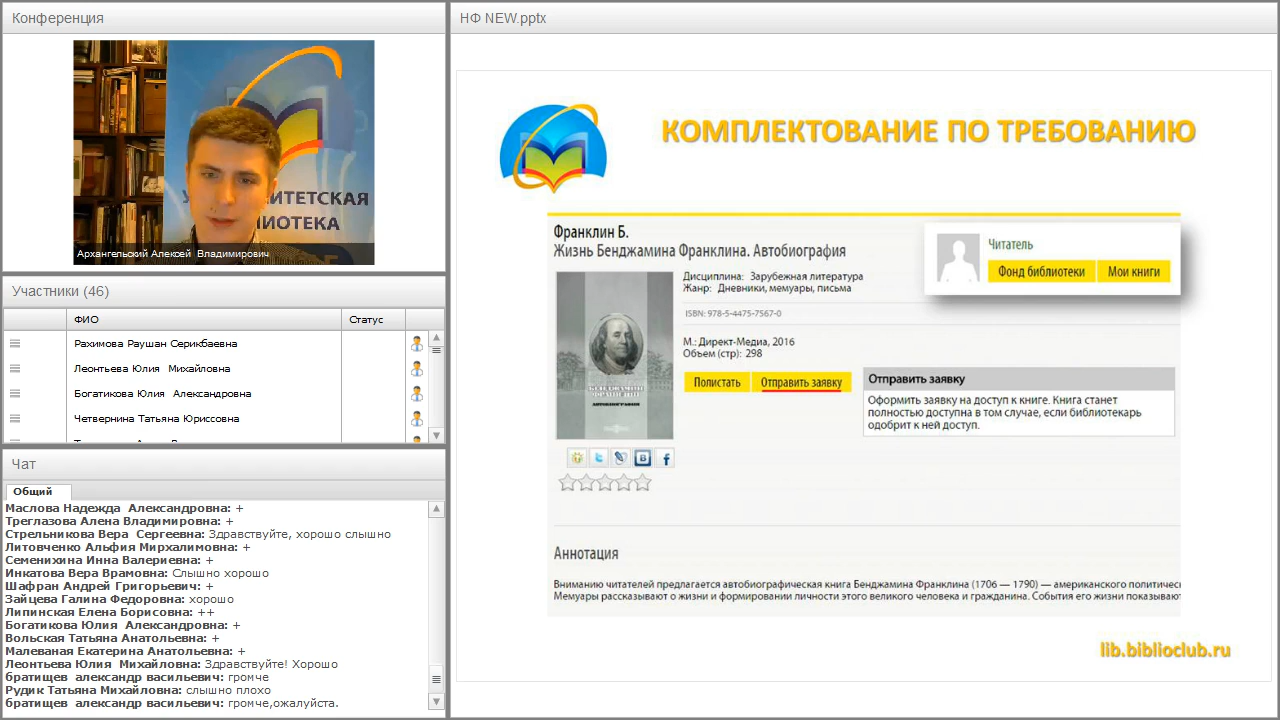 Конференция
УНИВЕРСИТЕТСКАЯ
БИБЛИОТЕКА
Архангельский Алексей Владимирович
Участники (46)
ФИО Статус
Рахимова Раушан Серикбаевна
Леонтьева Юлия Михайловна
Богатикова Юлия Александровна
Четвернина Татьяна Юриссовна
Чат
Общий
Маслова Надежда Александровна: +
Треглазова Алена Владимировна: +
Стрельникова Вера Сергеевна: Здравствуйте, хорошо слышно
Литовченко Альфия Мирхалимовна: +
Семенихина Инна Валериевна: +
Инкатова Вера Врамовна: Слышно хорошо
Шафран Андрей Григорьевич: +
Зайцева Галина Федоровна: хорошо
Липинская Елена Борисовна: ++
Богатикова Юлия Александровна: +
Вольская Татьяна Анатольевна: +
Малеваная Екатерина Анатольевна: +
Леонтьева Юлия Михайловна: Здравствуйте! Хорошо
братищев александр васильевич: громче
Рудик Татьяна Михайловна: слышно плохо
братищев александр васильевич: громче,ожалуйста.
НФ NEW.pptx
КОМПЛЕКТОВАНИЕ ПО ТРЕБОВАНИЮ
Франклин Б.
Жизнь Бенджамина Франклина. Автобиография
Читатель
Фонд библиотеки Мои книги
Дисциплина: Зарубежная литература
Жанр: Дневники, мемуары, письма
ISBN: 978-5-4475-7567-0
М.: Директ-Медиа, 2016
Объем (стр): 298
Полистать Отправить заявку
Отправить заявку
Оформить заявку на доступ к книге. Книга станет
полностью доступна в том случае, если библиотекарь
одобрит к ней доступ.
БЕНДЖАМИН
ФРАНКЛИН
АВТОБИОГРАФИЯ
Аннотация
Вниманию читателей предлагается автобиографическая книга Бенджамина Франклина (1706 — 1790) — американского политичес
Мемуары рассказывают о жизни и формировании личности этого великого человека и гражданина. События его жизни показываю
lib.biblioclub.ru